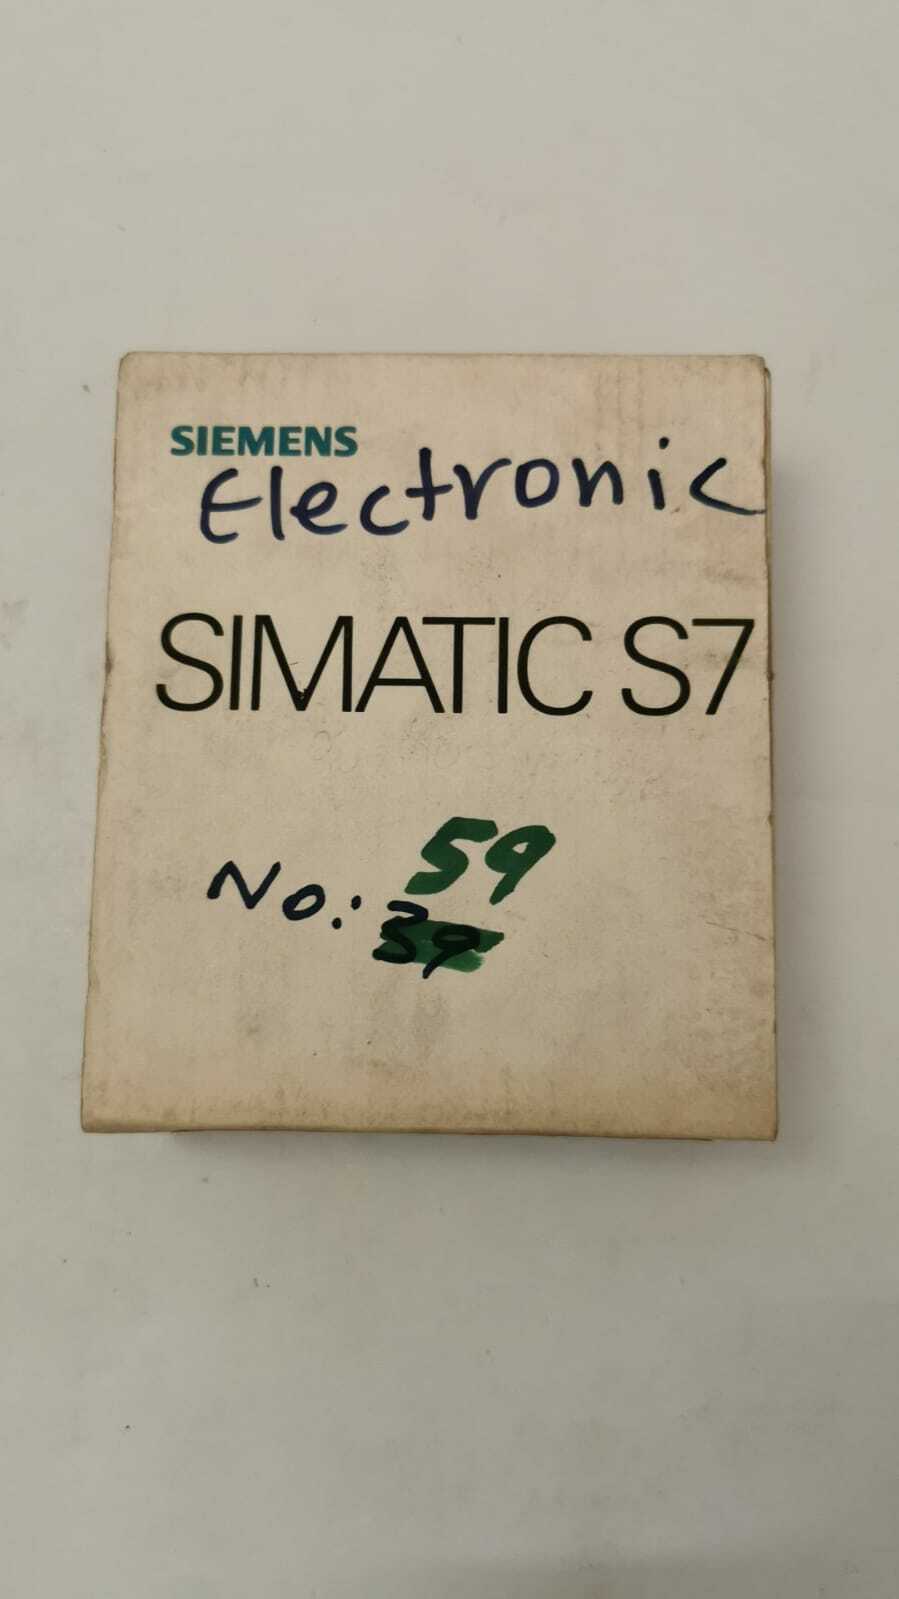 SIEMENS
Electronic
SIMATIC S7
59
No: 39